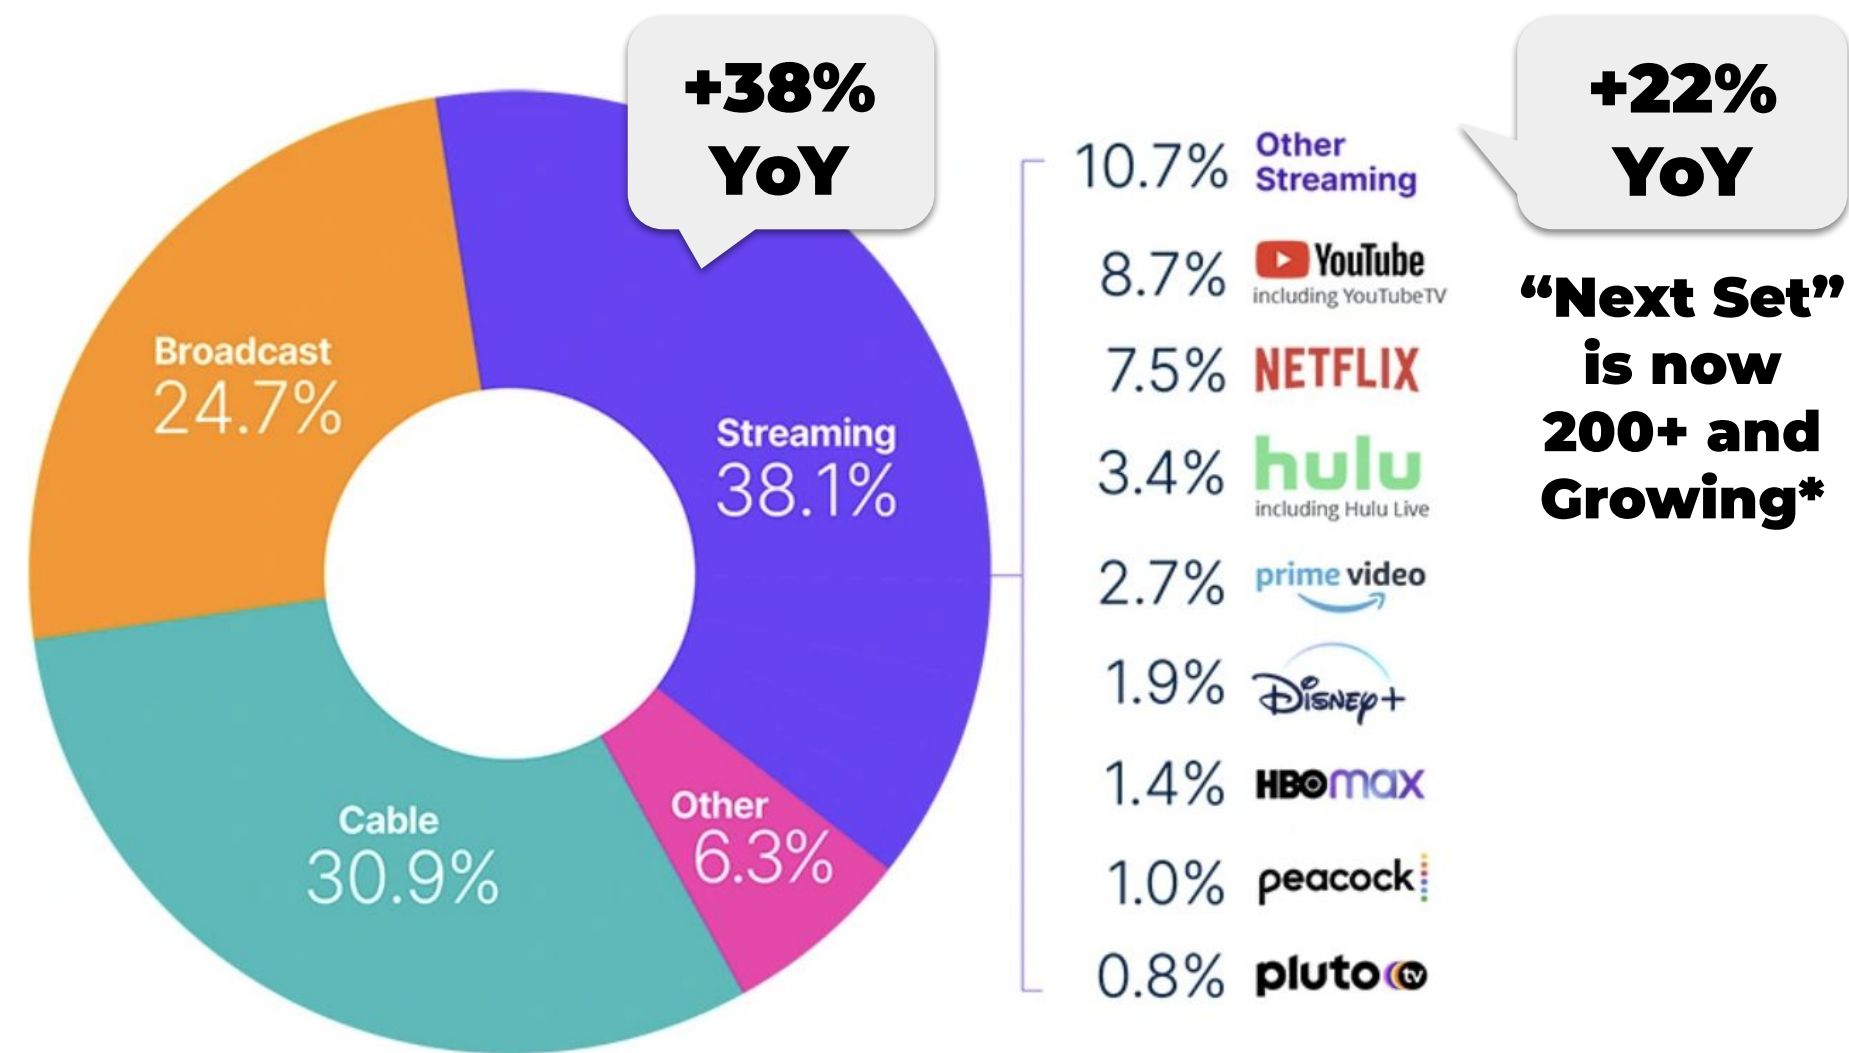 +38%
YoY
+22%
YoY
Broadcast
24.7%
Streaming
38.1%
Cable
30.9%
Other
6.3%
10.7% Other
Streaming
8.7% YouTube
including YouTubeTV
7.5% NETFLIX
3.4% hulu
including Hulu Live
2.7% prime video
1.9% Disney+
1.4% HBOmax
1.0% peacock
0.8% pluto tv
“Next Set”
is now
200+ and
Growing*